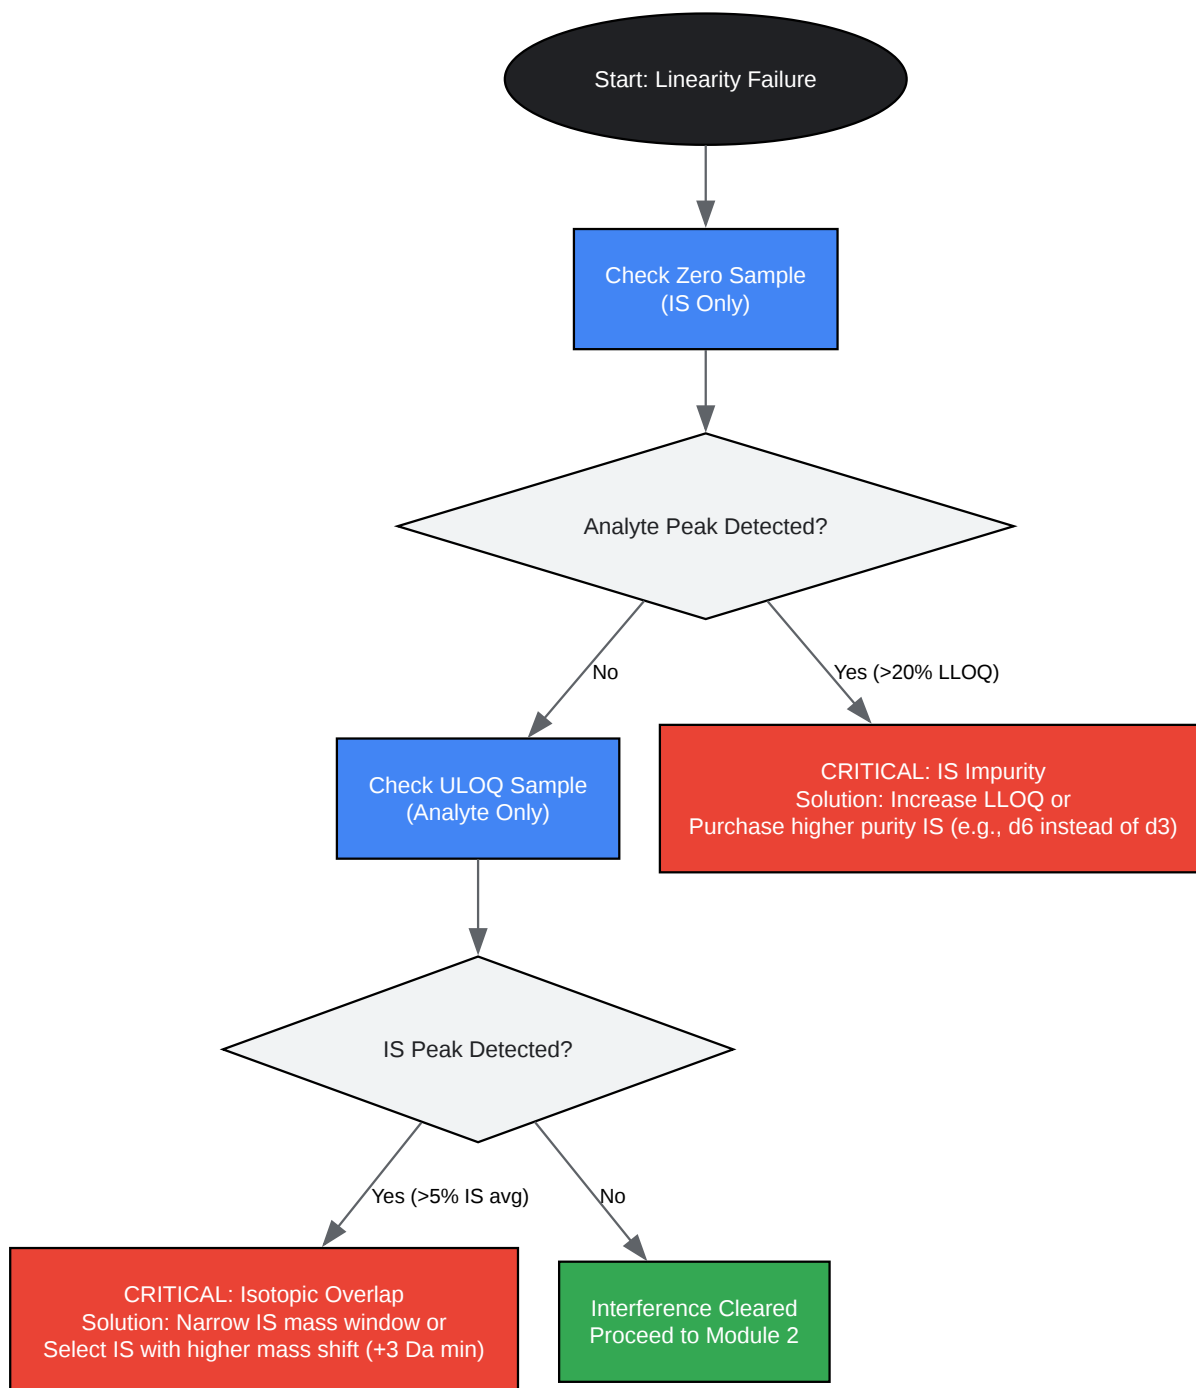 Start: Linearity Failure
Check Zero Sample
(IS Only)
Analyte Peak Detected?
No
Yes (>20% LLOQ)
Check ULOQ Sample
(Analyte Only)
CRITICAL: IS Impurity
Solution: Increase LLOQ or
Purchase higher purity IS (e.g., d6 instead of d3)
IS Peak Detected?
Yes (>5% IS avg)
No
CRITICAL: Isotopic Overlap
Solution: Narrow IS mass window or
Select IS with higher mass shift (+3 Da min)
Interference Cleared
Proceed to Module 2